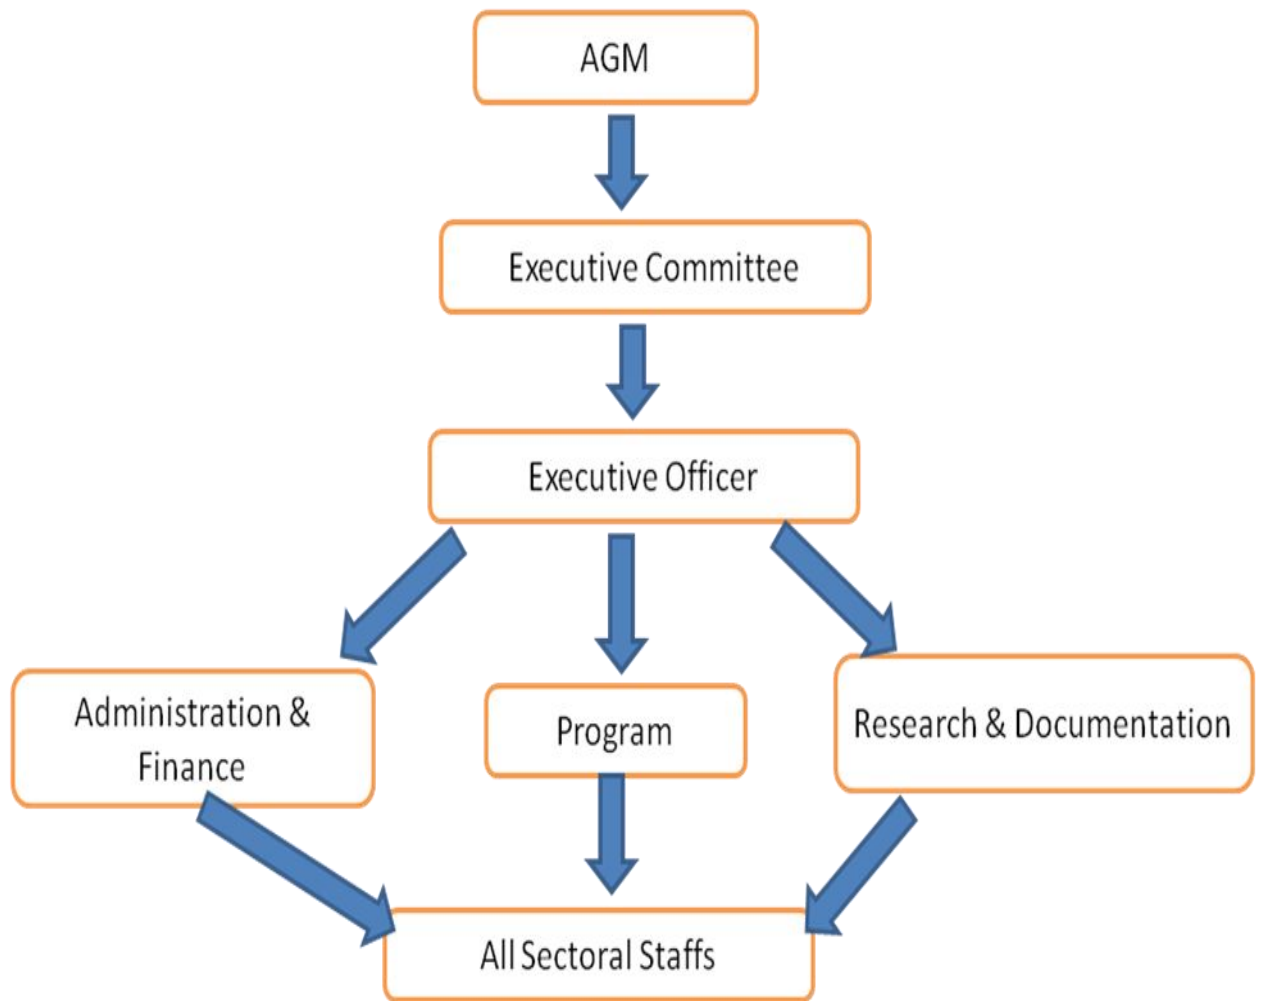 AGM
Executive Committee
Executive Officer
Administration &
Finance
Program
Research & Documentation
All Sectoral Staffs